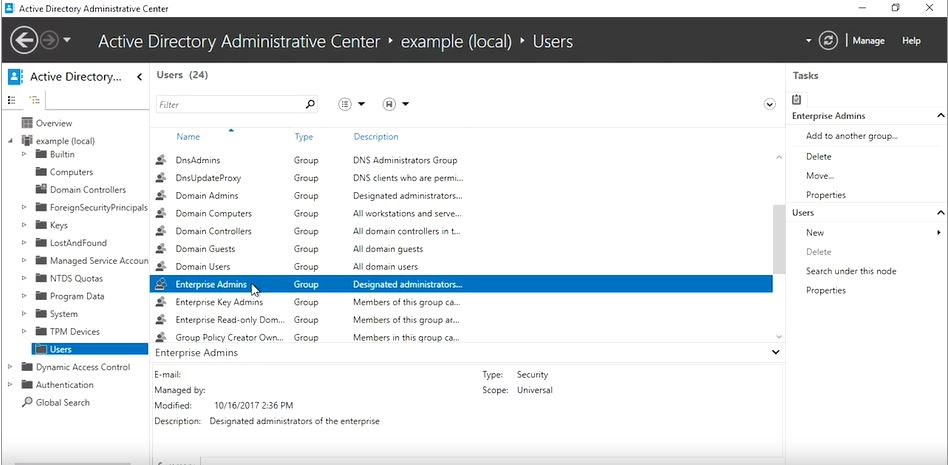 Active Directory Administrative Center
Active Directory Administrative Center • example (local) • Users
Manage
Help
Active Directory...
Overview
example (local)
Builtin
Computers
Domain Controllers
ForeignSecurityPrincipals
Keys
LostAndFound
Managed Service Accoun
NTDS Quotas
Program Data
System
TPM Devices
Users
Dynamic Access Control
Authentication
Global Search
Users (24)
Filter
Name Type Description
DnsAdmins Group DNS Administrators Group
DnsUpdateProxy Group DNS clients who are permi...
Domain Admins Group Designated administrators...
Domain Computers Group All workstations and serve...
Domain Controllers Group All domain controllers in t...
Domain Guests Group All domain guests
Domain Users Group All domain users
Enterprise Admins Group Designated administrators...
Enterprise Key Admins Group Members of this group ca...
Enterprise Read-only Dom... Group Members of this group ar...
Group Policy Creator Own... Group Members in this group ca...
Enterprise Admins
E-mail: Type: Security
Managed by: Scope: Universal
Modified: 10/16/2017 2:36 PM
Description: Designated administrators of the enterprise
Tasks
Enterprise Admins
Add to another group...
Delete
Move...
Properties
Users
New
Delete
Search under this node
Properties